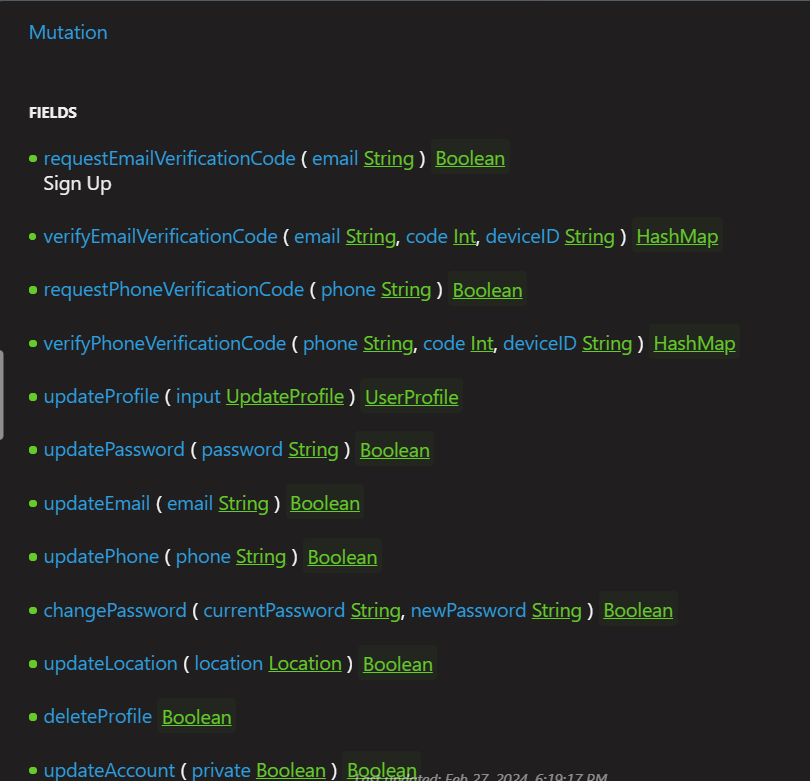 Mutation
FIELDS
requestEmailVerificationCode ( email String ) Boolean
Sign Up
verifyEmailVerificationCode ( email String, code Int, deviceID String ) HashMap
requestPhoneVerificationCode ( phone String ) Boolean
verifyPhoneVerificationCode ( phone String, code Int, deviceID String ) HashMap
updateProfile ( input UpdateProfile ) UserProfile
updatePassword ( password String ) Boolean
updateEmail ( email String ) Boolean
updatePhone ( phone String ) Boolean
changePassword ( currentPassword String, newPassword String ) Boolean
updateLocation ( location Location ) Boolean
deleteProfile Boolean
updateAccount ( private Boolean ) Boolean
Last updated: Feb 27, 2024, 6:19:17 PM